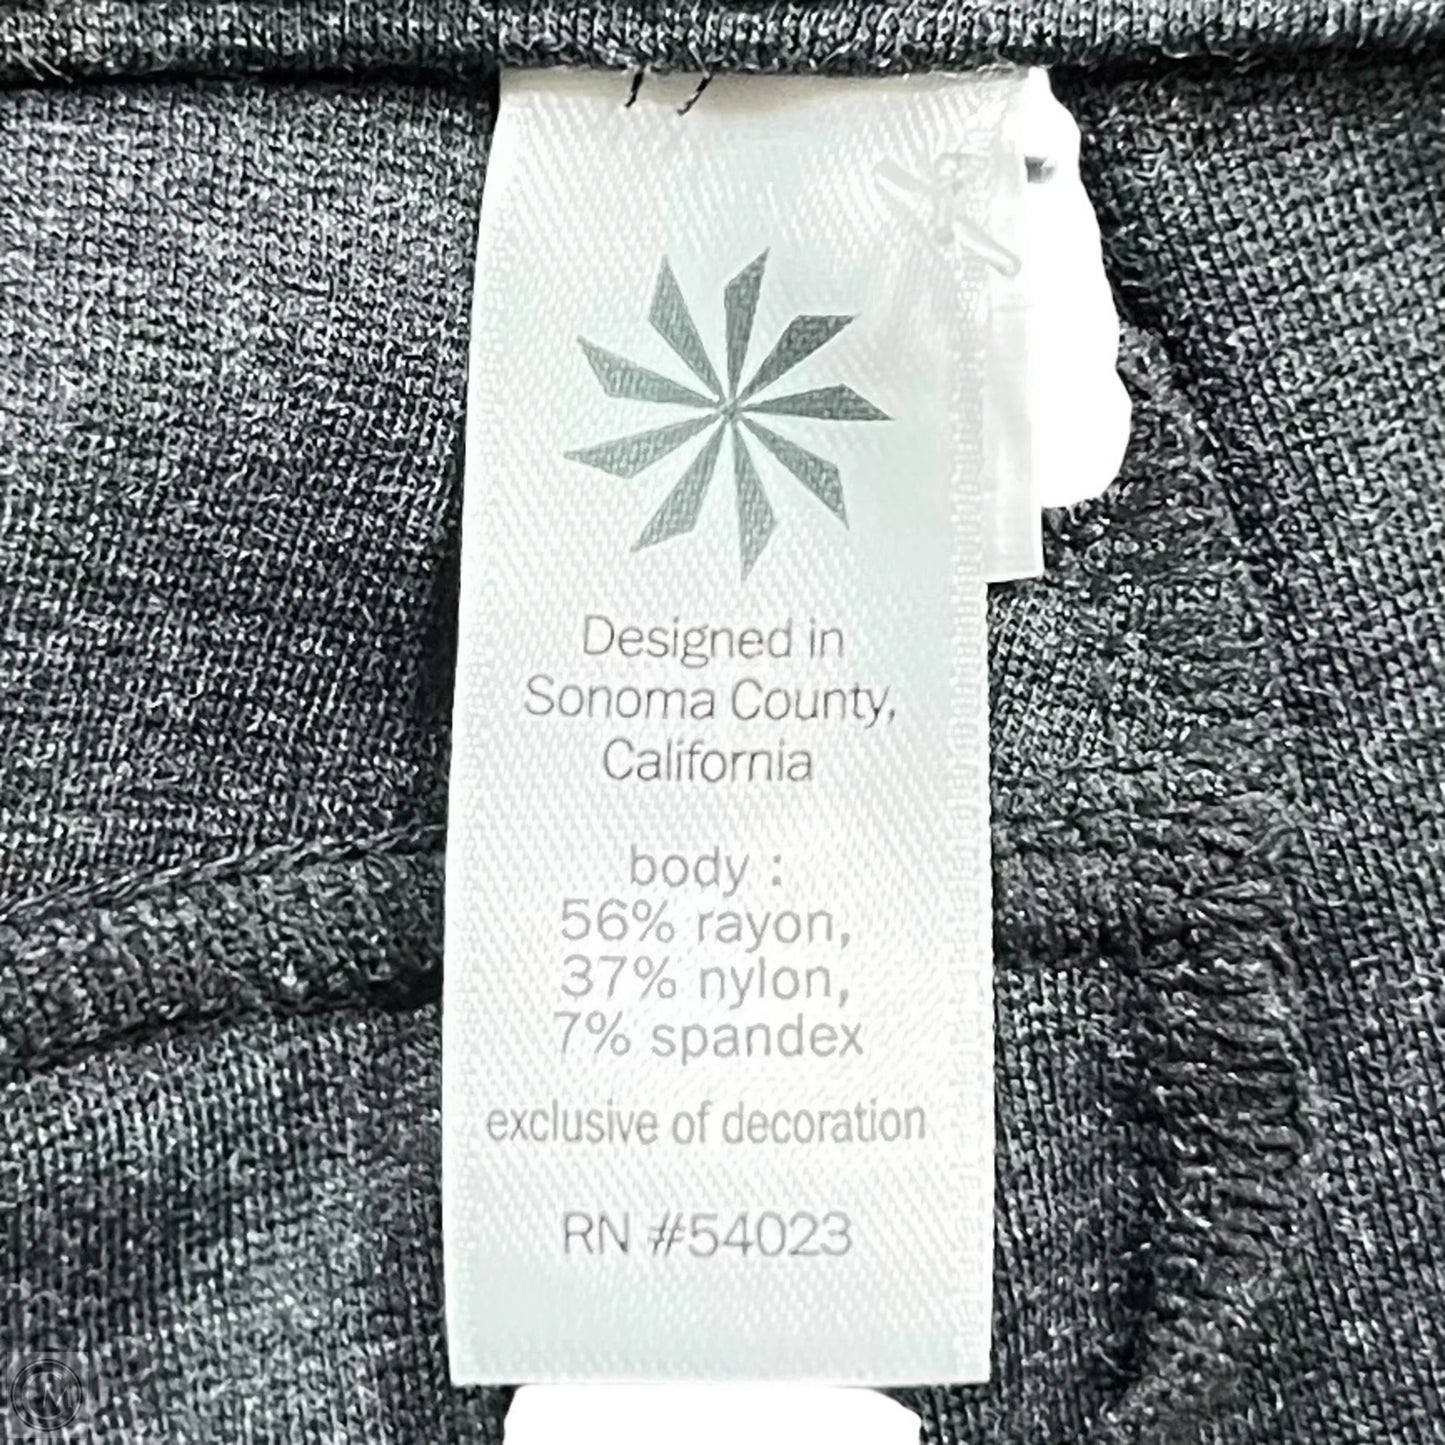 Designed in
Sonoma County,
California
body :
56% rayon,
37% nylon,
7% spandex
exclusive of decoration
RN #54023